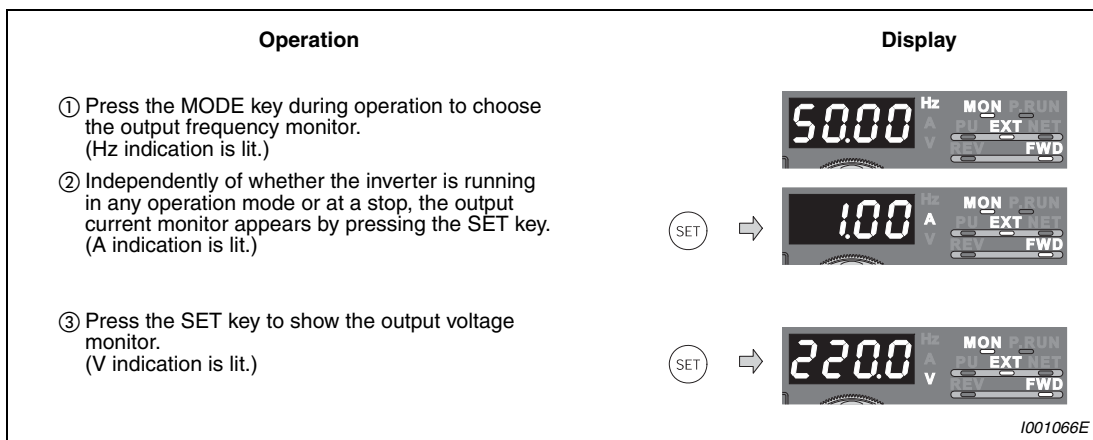 Operation
Display
① Press the MODE key during operation to choose
the output frequency monitor.
(Hz indication is lit.)
50.00 Hz MON P.RUN
A PU EXT NET
V REV FWD
② Independently of whether the inverter is running
in any operation mode or at a stop, the output
current monitor appears by pressing the SET key.
(A indication is lit.)
SET
1.00 Hz MON P.RUN
A PU EXT NET
V REV FWD
③ Press the SET key to show the output voltage
monitor.
(V indication is lit.)
SET
220.0 Hz MON P.RUN
A PU EXT NET
V REV FWD
I001066E